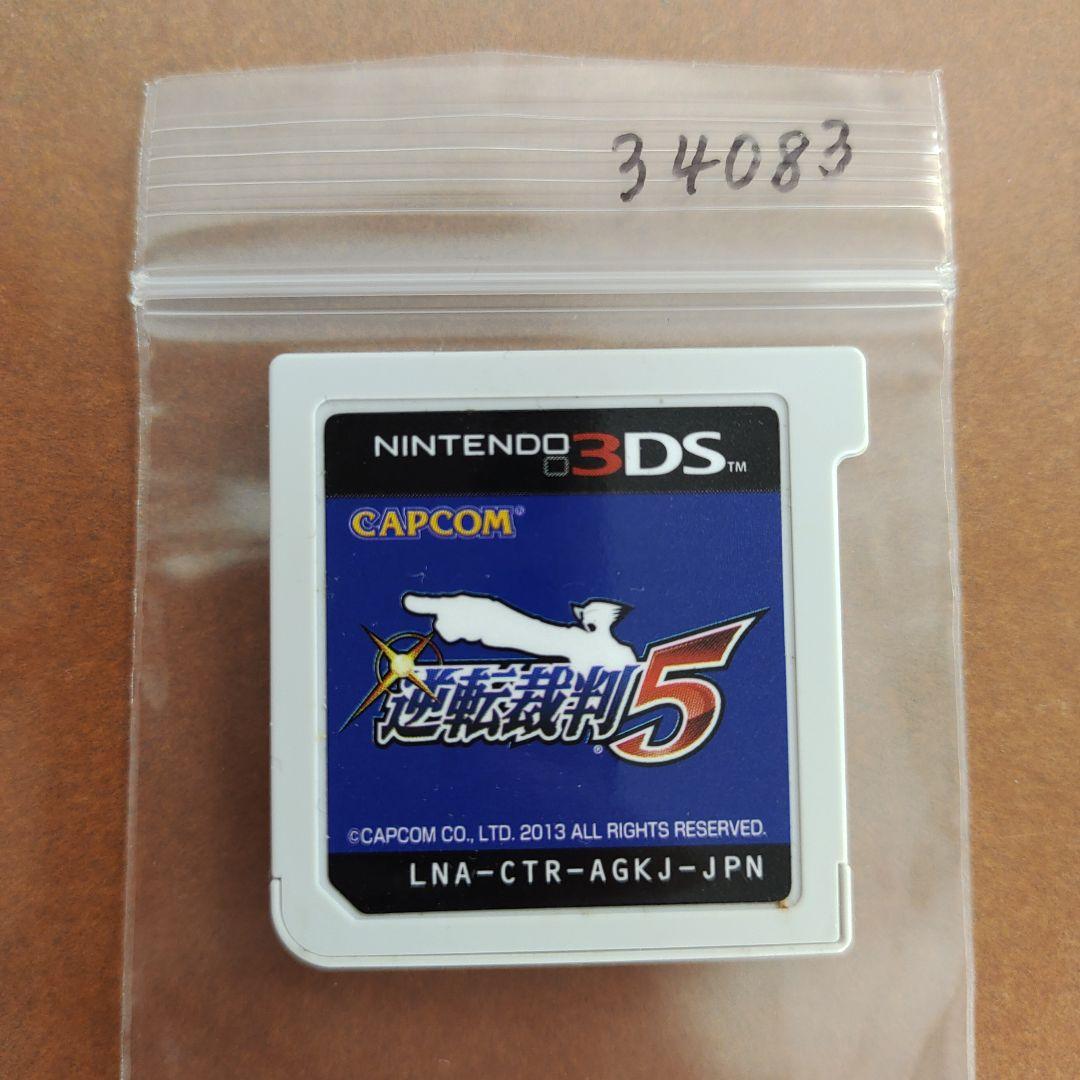 34083
NINTENDO 3DS™
CAPCOM®
逆転裁判5®
©CAPCOM CO., LTD. 2013 ALL RIGHTS RESERVED.
LNA-CTR-AGKJ-JPN